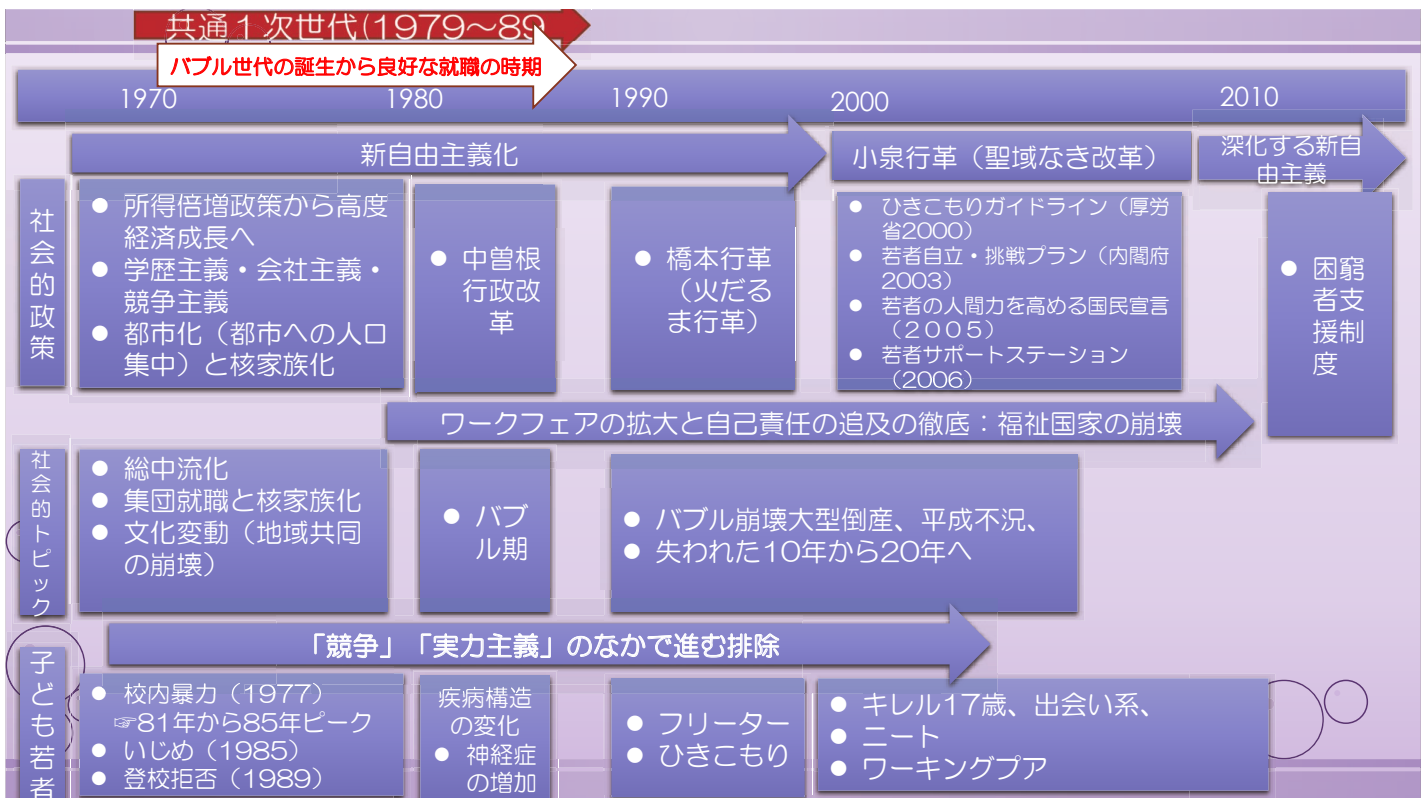 共通１次世代(1979～89
バブル世代の誕生から良好な就職の時期
1970
1980
1990
2000
2010
新自由主義化
小泉行革（聖域なき改革）
深化する新自
由主義
社会的政策
● 所得倍増政策から高度
経済成長へ
● 学歴主義・会社主義・
競争主義
● 都市化（都市への人口
集中）と核家族化
● 中曽根
行政改
革
● 橋本行革
（火だる
ま行革）
● ひきこもりガイドライン（厚労
省2000）
● 若者自立・挑戦プラン（内閣府
2003）
● 若者の人間力を高める国民宣言
（２００５）
● 若者サポートステーション
（2006）
● 困窮
者支
援制
度
ワークフェアの拡大と自己責任の追及の徹底：福祉国家の崩壊
社会的トピック
● 総中流化
● 集団就職と核家族化
● 文化変動（地域共同
の崩壊）
● バブ
ル期
● バブル崩壊大型倒産、平成不況、
● 失われた10年から20年へ
「競争」「実力主義」のなかで進む排除
子ども若者
● 校内暴力（1977）
☞81年から85年ピーク
● いじめ（1985）
● 登校拒否（1989）
疾病構造
の変化
● 神経症
の増加
● フリーター
● ひきこもり
● キレル17歳、出会い系、
● ニート
● ワーキングプア